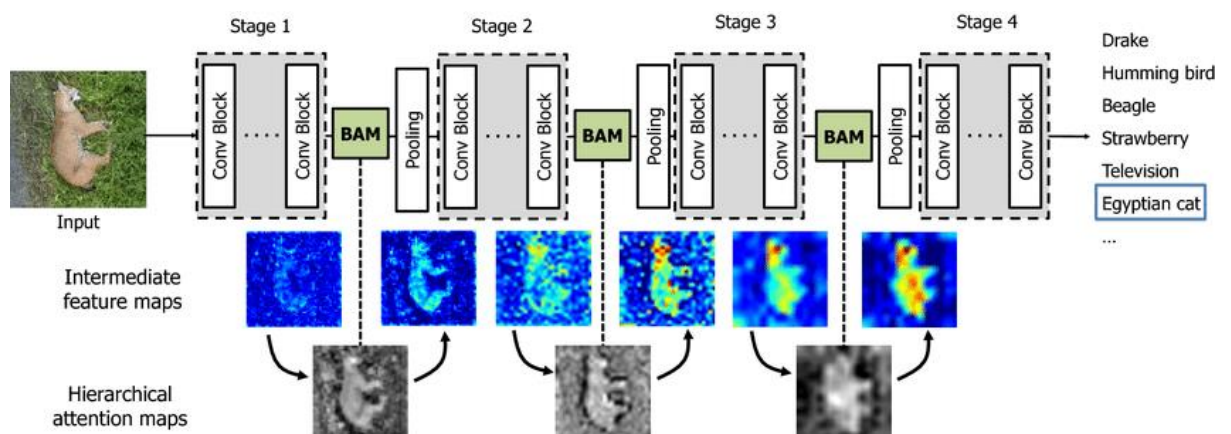 Stage 1
Stage 2
Stage 3
Stage 4
Input
Conv Block
....
Conv Block
BAM
Pooling
Conv Block
....
Conv Block
BAM
Pooling
Conv Block
....
Conv Block
BAM
Pooling
Conv Block
....
Conv Block
Drake
Humming bird
Beagle
Strawberry
Television
Egyptian cat
...
Intermediate
feature maps
Hierarchical
attention maps